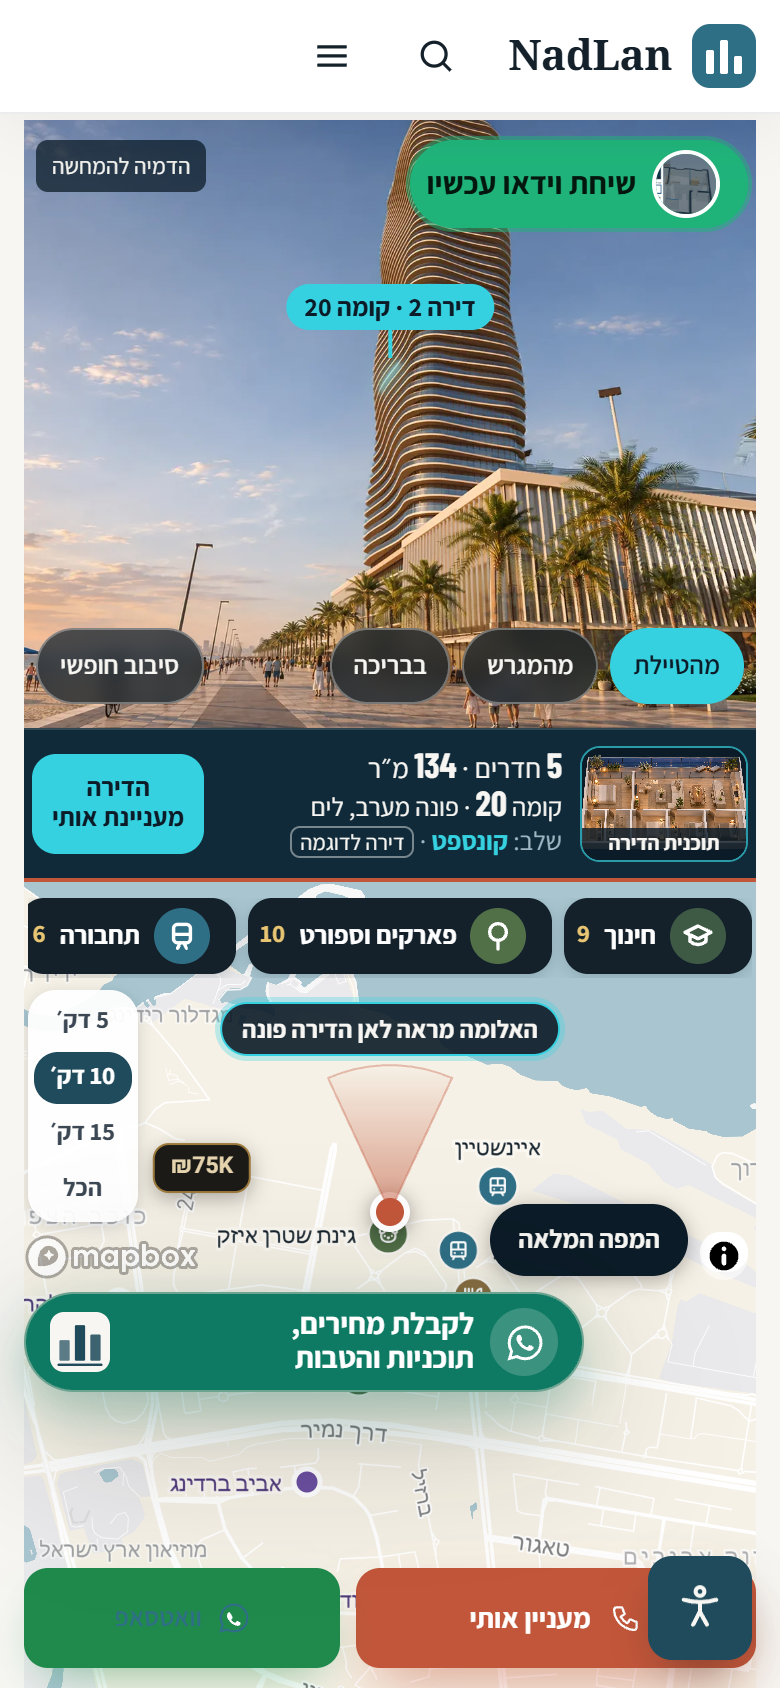 NadLan
שיחת וידאו עכשיו
הדמיה להמחשה
דירה 2 · קומה 20
מהטיילת
מהמגרש
בבריכה
סיבוב חופשי
תוכנית הדירה
5 חדרים · 134 מ״ר
קומה 20 · פונה מערב, לים
שלב: קונספט · דירה לדוגמה
הדירה
מעניינת אותי
חינוך 9
פארקים וספורט 10
תחבורה 6
האלומה מראה לאן הדירה פונה
5 דק׳
10 דק׳
15 דק׳
הכל
₪75K
איינשטיין
גינת שטרן איזק
המפה המלאה
mapbox
לקבלת מחירים,
תוכניות והטבות
דרך נמיר
אביב ברדינג
ברזיל
מוזיאון ארץ ישראל
טאגור
מעניין אותי
וואטסאפ